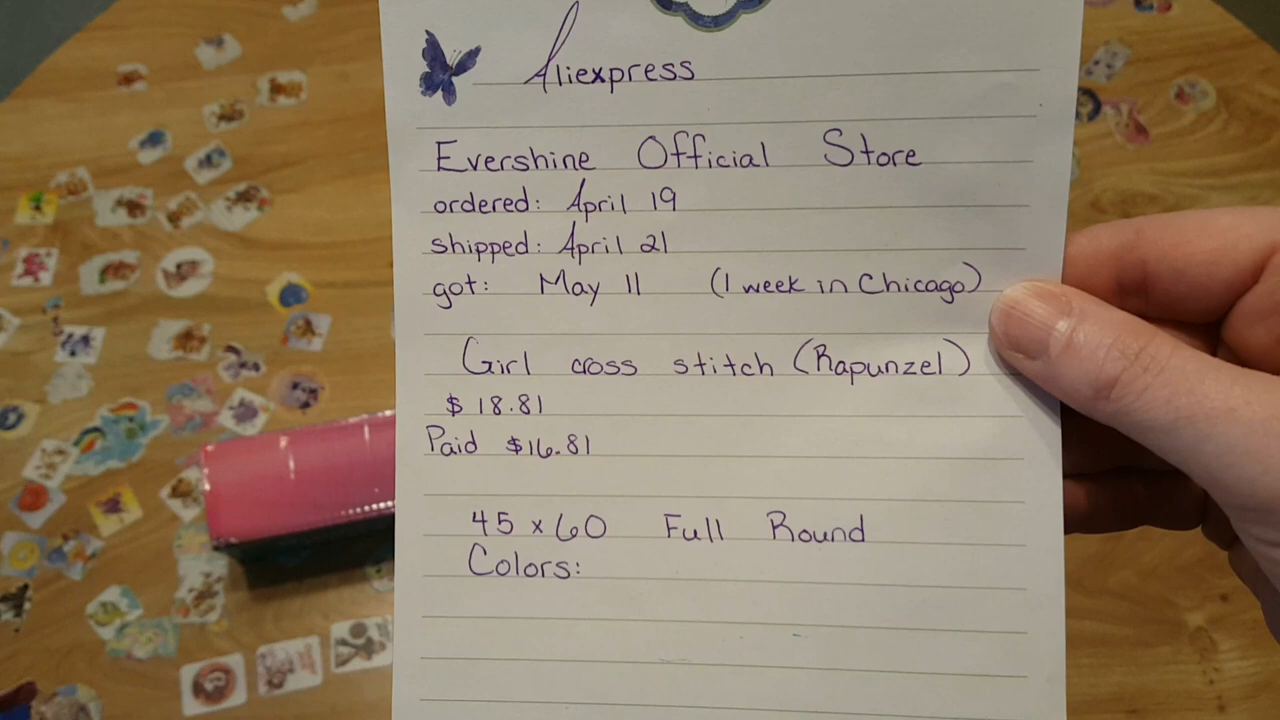 Aliexpress
Evershine Official Store
ordered: April 19
shipped: April 21
got: May 11 (1 week in Chicago)
Girl cross stitch (Rapunzel)
$ 18.81
Paid $16.81
45 x 60 Full Round
Colors: